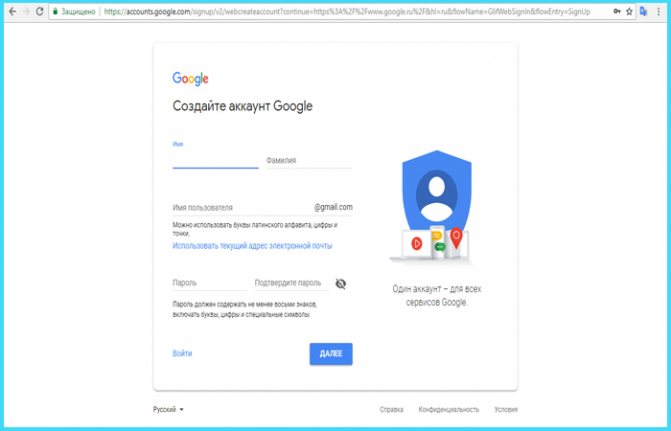 Защищено | https://accounts.google.com/signup/v2/webcreateaccount?continue=https%3A%2F%2Fwww.google.ru%2F&hl=ru&flowName=GlifWebSignIn&flowEntry=SignUp
Google
Создайте аккаунт Google
Имя
Фамилия
Имя пользователя @gmail.com
Можно использовать буквы латинского алфавита, цифры и
точки.
Использовать текущий адрес электронной почты
Пароль Подтвердите пароль
Пароль должен содержать не менее восьми знаков,
включать буквы, цифры и специальные символы
Войти ДАЛЕЕ
Один аккаунт – для всех
сервисов Google.
Русский Справка Конфиденциальность Условия